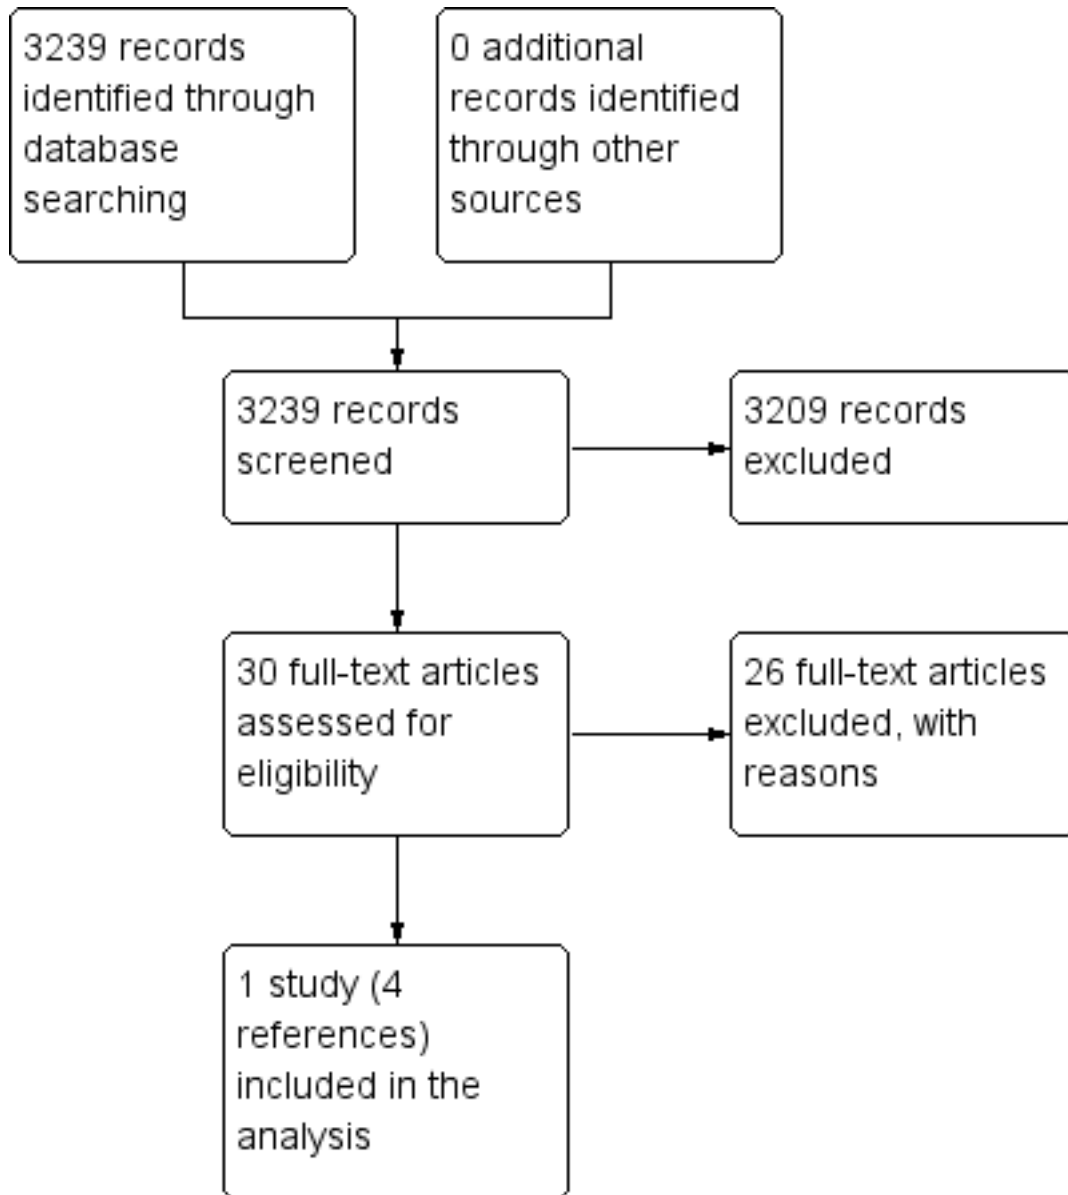 3239 records
identified through
database
searching
0 additional
records identified
through other
sources
3239 records
screened
3209 records
excluded
30 full-text articles
assessed for
eligibility
26 full-text articles
excluded, with
reasons
1 study (4
references)
included in the
analysis